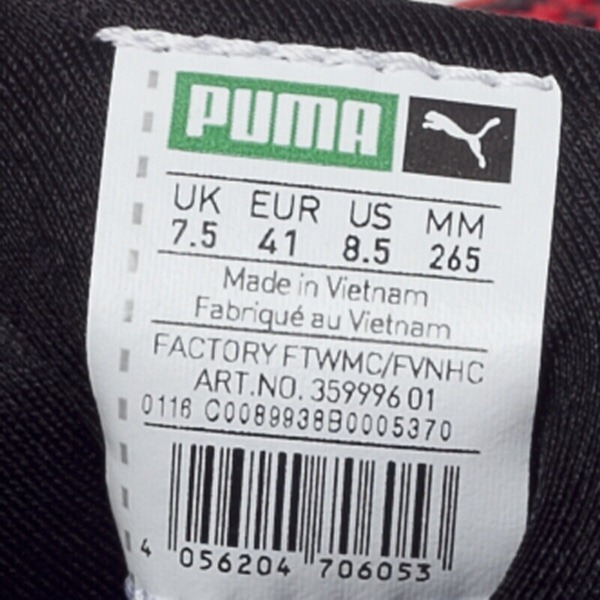 PUMA
UK EUR US MM
7.5 41 8.5 265
Made in Vietnam
Fabriqué au Vietnam
FACTORY FTWMC/FVNHC
ART.NO. 359996 01
0116 C0089938B0005370
4 056204 706053